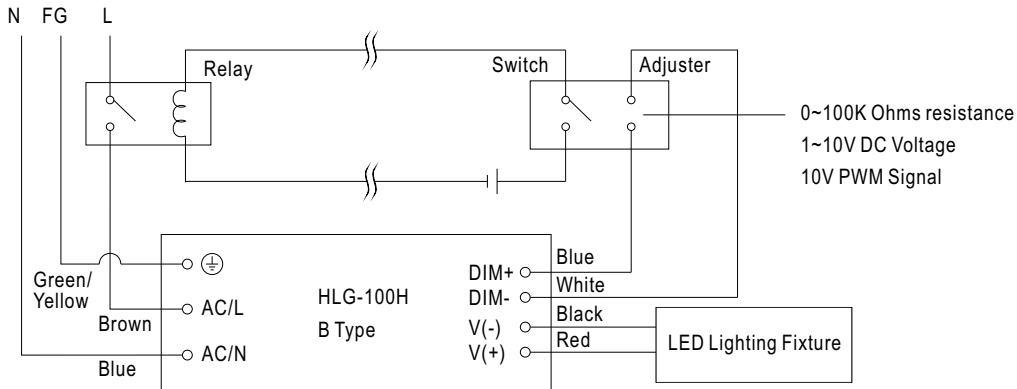 N FG L
Relay
Switch
Adjuster
0~100K Ohms resistance
1~10V DC Voltage
10V PWM Signal
Green/
Yellow
Brown
Blue
AC/L
AC/N
HLG-100H
B Type
DIM+
DIM-
V(-)
V(+)
Blue
White
Black
Red
LED Lighting Fixture